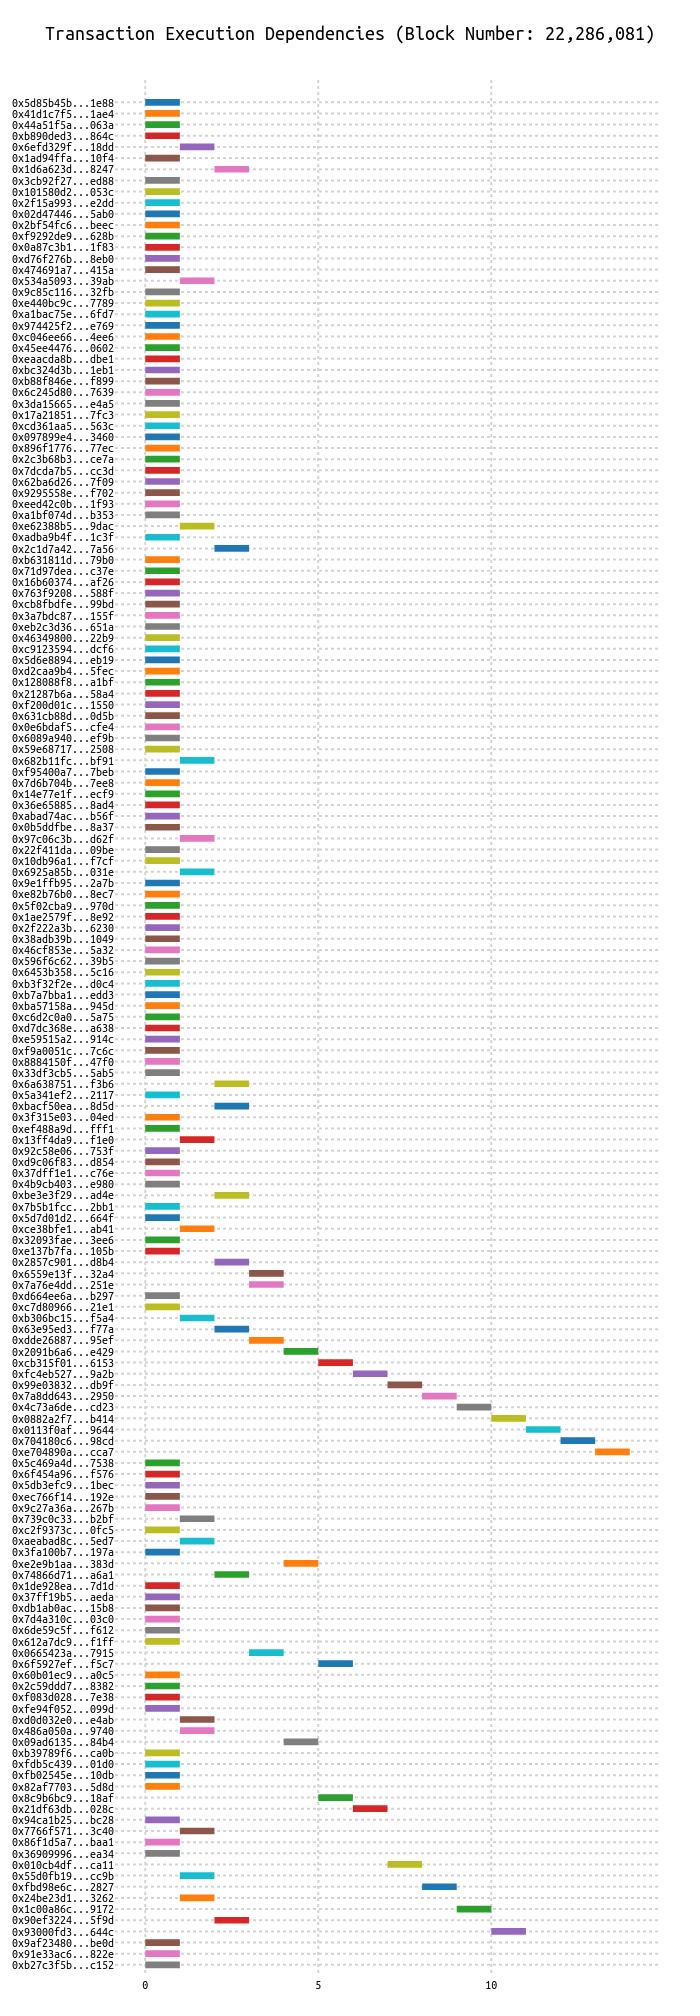 Transaction Execution Dependencies (Block Number: 22,286,081)
0x5d85b45b...1e88
0x41d1c7f5...1ae4
0x44a51f5a...063a
0xb890ded3...864c
0x6efd329f...18dd
0x1ad94ffa...10f4
0x1d6a623d...8247
0x3cb92f27...ed88
0x101580d2...053c
0x2f15a993...e2dd
0x02d47446...5ab0
0x2bf54fc6...beec
0xf9292de9...628b
0x0a87c3b1...1f83
0xd76f276b...8eb0
0x474691a7...415a
0x534a5093...39ab
0x9c85c116...32fb
0xe440bc9c...7789
0xa1bac75e...6fd7
0x974425f2...e769
0xc046ee66...4ee6
0x45ee4476...0602
0xeaacda8b...dbe1
0xbc324d3b...1eb1
0xb88f846e...f899
0x6c245d80...7639
0x3da15665...e4a5
0x17a21851...7fc3
0xcd361aa5...563c
0x097899e4...3460
0x896f1776...77ec
0x2c3b68b3...ce7a
0x7dcda7b5...cc3d
0x62ba6d26...7f09
0x9295558e...f702
0xeed42c0b...1f93
0xa1bf074d...b353
0xe62388b5...9dac
0xadba9b4f...1c3f
0x2c1d7a42...7a56
0xb631811d...79b0
0x71d97dea...c37e
0x16b60374...af26
0x763f9208...588f
0xcb8fbdfe...99bd
0x3a7bdc87...155f
0xeb2c3d36...651a
0x46349800...22b9
0xc9123594...dcf6
0x5d6e8894...eb19
0xd2caa9b4...5fec
0x128088f8...a1bf
0x21287b6a...58a4
0xf200d01c...1550
0x631cb88d...0d5b
0x0e6bdaf5...cfe4
0x6089a940...ef9b
0x59e68717...2508
0x682b11fc...bf91
0xf95400a7...7beb
0x7d6b704b...7ee8
0x14e77e1f...ecf9
0x36e65885...8ad4
0xabad74ac...b56f
0x0b5ddfbe...8a37
0x97c06c3b...d62f
0x22f411da...09be
0x10db96a1...f7cf
0x6925a85b...031e
0x9e1ffb95...2a7b
0xe82b76b0...8ec7
0x5f02cba9...970d
0x1ae2579f...8e92
0x2f222a3b...6230
0x38adb39b...1049
0x46cf853e...5a32
0x596f6c62...39b5
0x6453b358...5c16
0xb3f32f2e...d0c4
0xb7a7bba1...edd3
0xba57158a...945d
0xc6d2c0a0...5a75
0xd7dc368e...a638
0xe59515a2...914c
0xf9a0051c...7c6c
0x8884150f...47f0
0x33df3cb5...5ab5
0x6a638751...f3b6
0x5a341ef2...2117
0xbacf50ea...8d5d
0x3f315e03...04ed
0xef488a9d...fff1
0x13ff4da9...f1e0
0x92c58e06...753f
0xd9c06f83...d854
0x37dff1e1...c76e
0x4b9cb403...e980
0xbe3e3f29...ad4e
0x7b5b1fcc...2bb1
0x5d7d01d2...664f
0xce38bfe1...ab41
0x32093fae...3ee6
0xe137b7fa...105b
0x2857c901...d8b4
0x6559e13f...32a4
0x7a76e4dd...251e
0xd664ee6a...b297
0xc7d80966...21e1
0xb306bc15...f5a4
0x63e95ed3...f77a
0xdde26887...95ef
0x2091b6a6...e429
0xcb315f01...6153
0xfc4eb527...9a2b
0x99e03832...db9f
0x7a8dd643...2950
0x4c73a6de...cd23
0x0882a2f7...b414
0x0113f0af...9644
0x704180c6...98cd
0xe704890a...cca7
0x5c469a4d...7538
0x6f454a96...f576
0x5db3efc9...1bec
0xec766f14...192e
0x9c27a36a...267b
0x739c0c33...b2bf
0xc2f9373c...0fc5
0xaeabad8c...5ed7
0x3fa100b7...197a
0xe2e9b1aa...383d
0x74866d71...a6a1
0x1de928ea...7d1d
0x37ff19b5...aeda
0xdb1ab0ac...15b8
0x7d4a310c...03c0
0x6de59c5f...f612
0x612a7dc9...f1ff
0x0665423a...7915
0x6f5927ef...f5c7
0x60b01ec9...a0c5
0x2c59ddd7...8382
0xf083d028...7e38
0xfe94f052...099d
0xd0d032e0...e4ab
0x486a050a...9740
0x09ad6135...84b4
0xb39789f6...ca0b
0xfdb5c439...01d0
0xfb02545e...10db
0x82af7703...5d8d
0x8c9b6bc9...18af
0x21df63db...028c
0x94ca1b25...bc28
0x7766f571...3c40
0x86f1d5a7...baa1
0x36909996...ea34
0x010cb4df...ca11
0x55d0fb19...cc9b
0xfbd98e6c...2827
0x24be23d1...3262
0x1c00a86c...9172
0x90ef3224...5f9d
0x93000fd3...644c
0x9af23480...be0d
0x91e33ac6...822e
0xb27c3f5b...c152
0 5 10